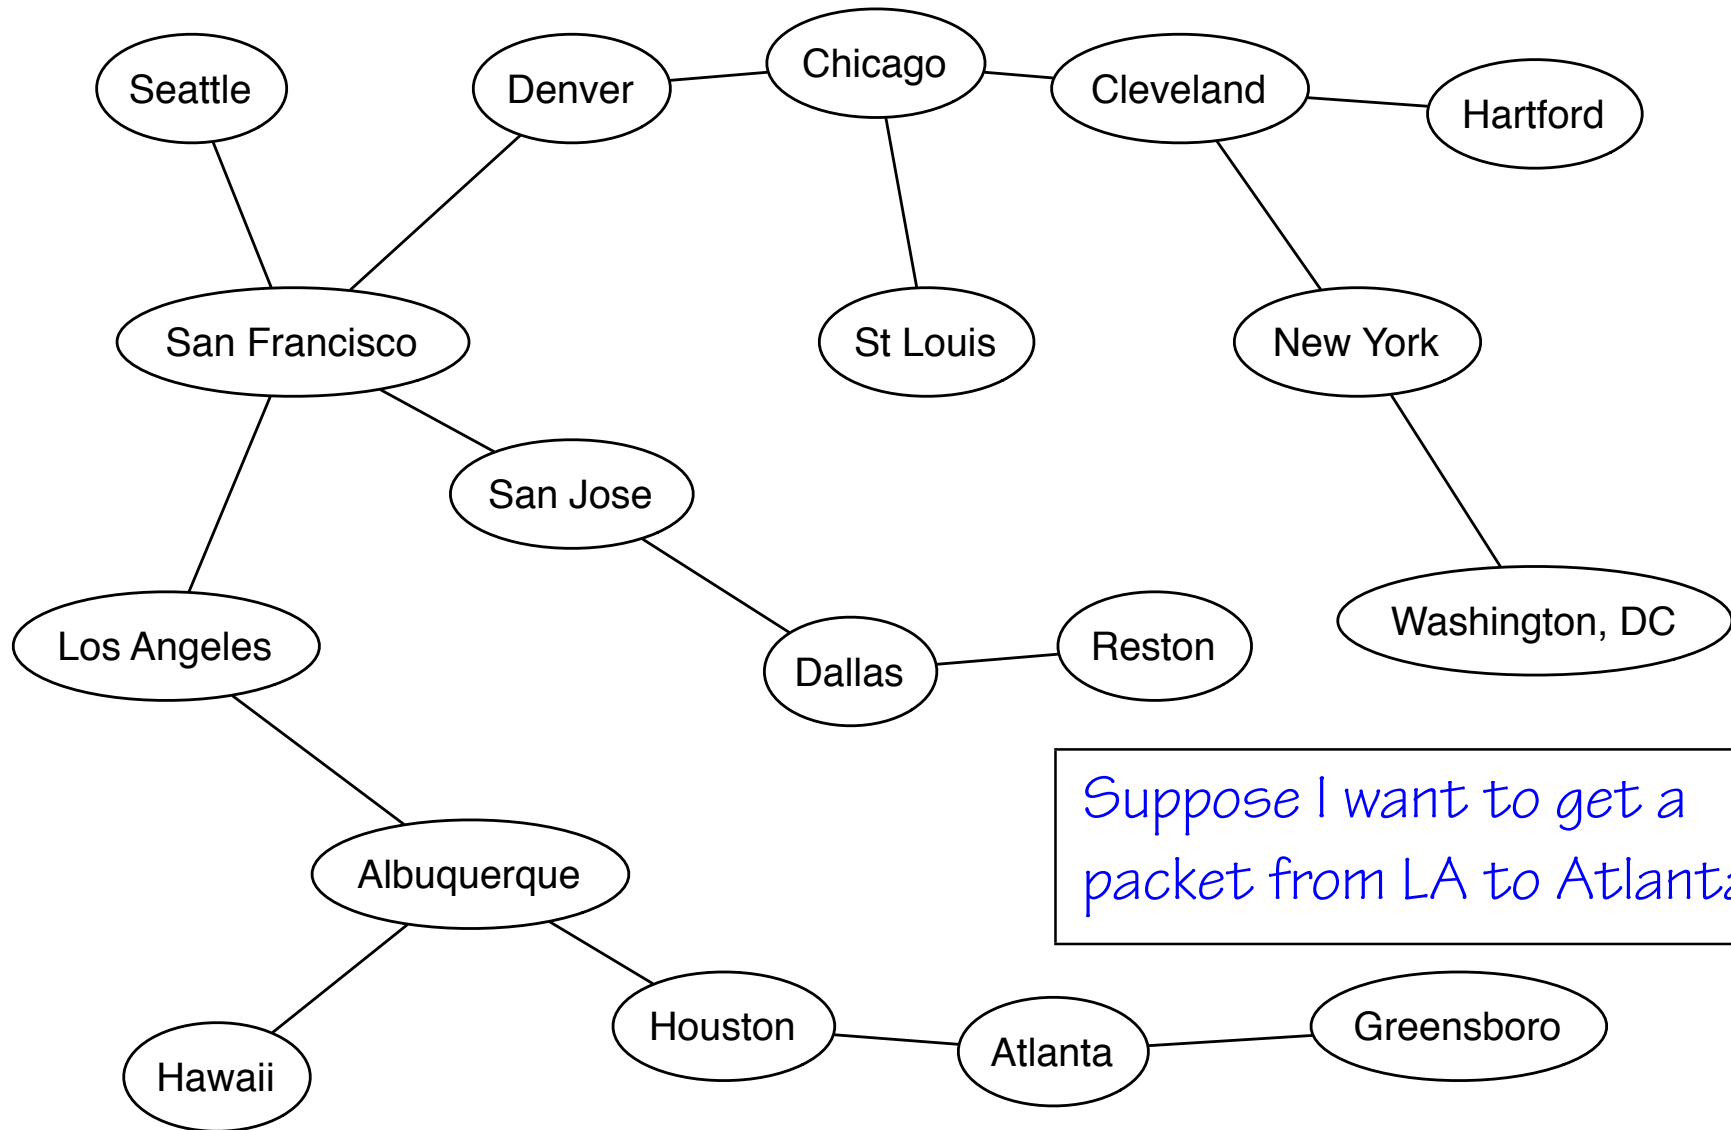 Seattle
Denver
Chicago
Cleveland
Hartford
San Francisco
St Louis
New York
San Jose
Los Angeles
Dallas
Reston
Washington, DC
Suppose I want to get a
packet from LA to Atlanta
Albuquerque
Hawaii
Houston
Atlanta
Greensboro